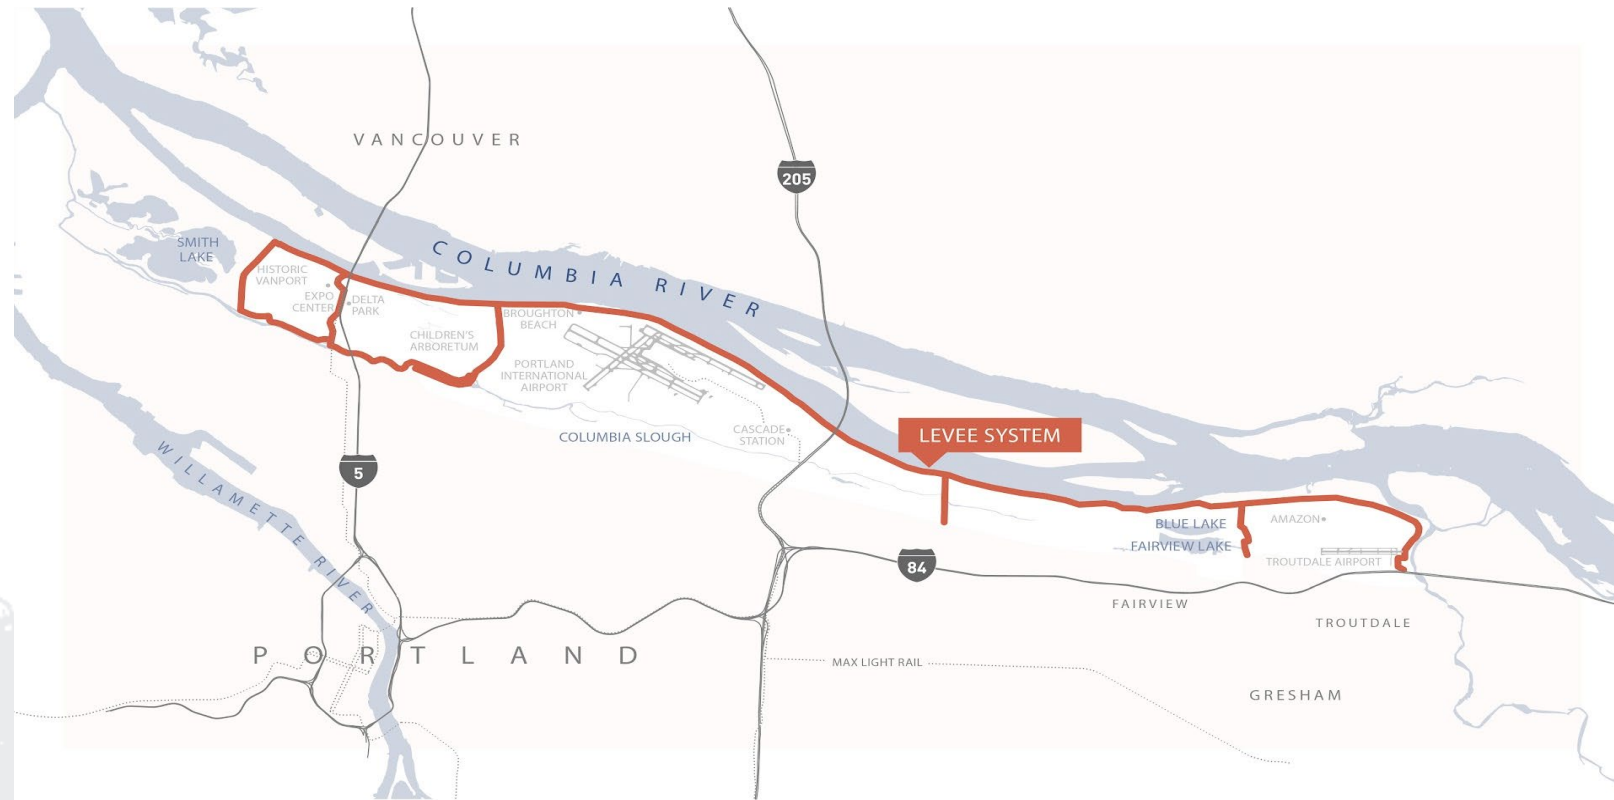 VANCOUVER
205
SMITH
LAKE
COLUMBIA RIVER
HISTORIC
VANPORT
EXPO
CENTER
DELTA
PARK
CHILDREN'S
ARBORETUM
BROUGHTON
BEACH
PORTLAND
INTERNATIONAL
AIRPORT
COLUMBIA SLOUGH
CASCADE
STATION
LEVEE SYSTEM
WILLAMETTE RIVER
5
84
BLUE LAKE
FAIRVIEW LAKE
AMAZON
TROUTDALE AIRPORT
FAIRVIEW
TROUTDALE
PORTLAND
MAX LIGHT RAIL
GRESHAM